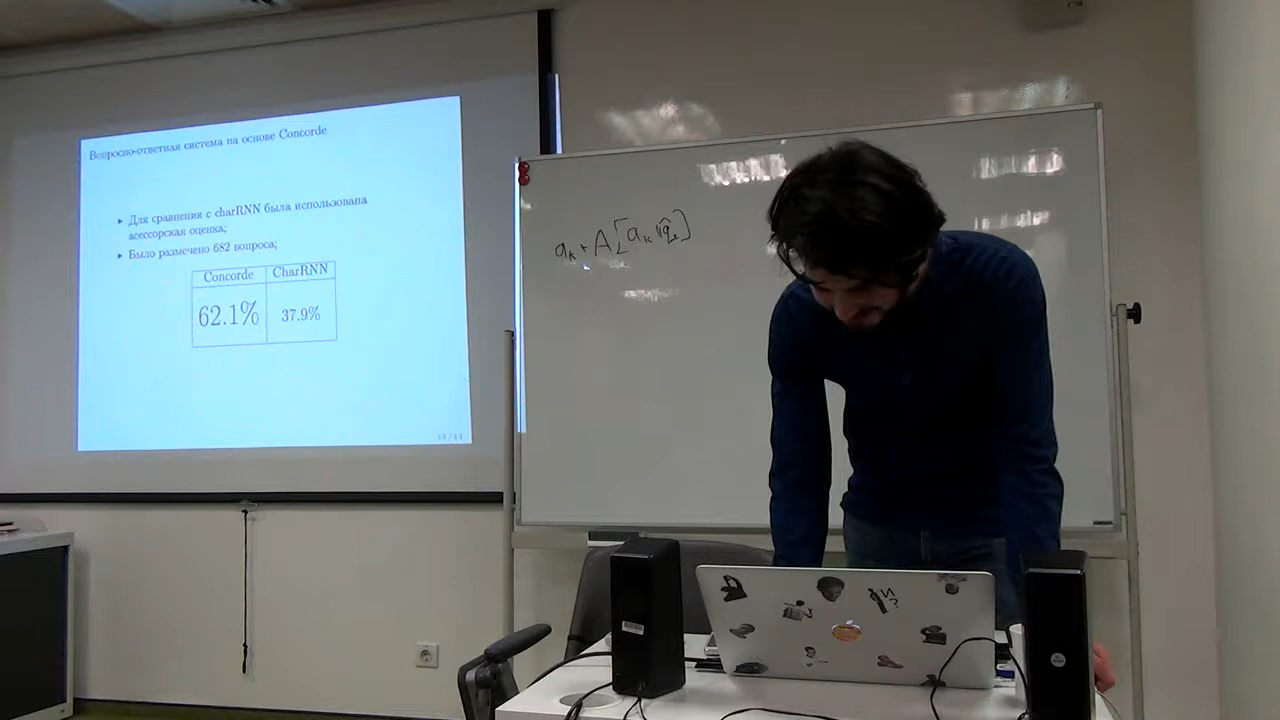 Вопросно-ответная система на основе Concorde
▸ Для сравнения с charRNN была использована
асессорская оценка;
▸ Было размечено 682 вопроса;
Concorde CharRNN
62.1% 37.9%